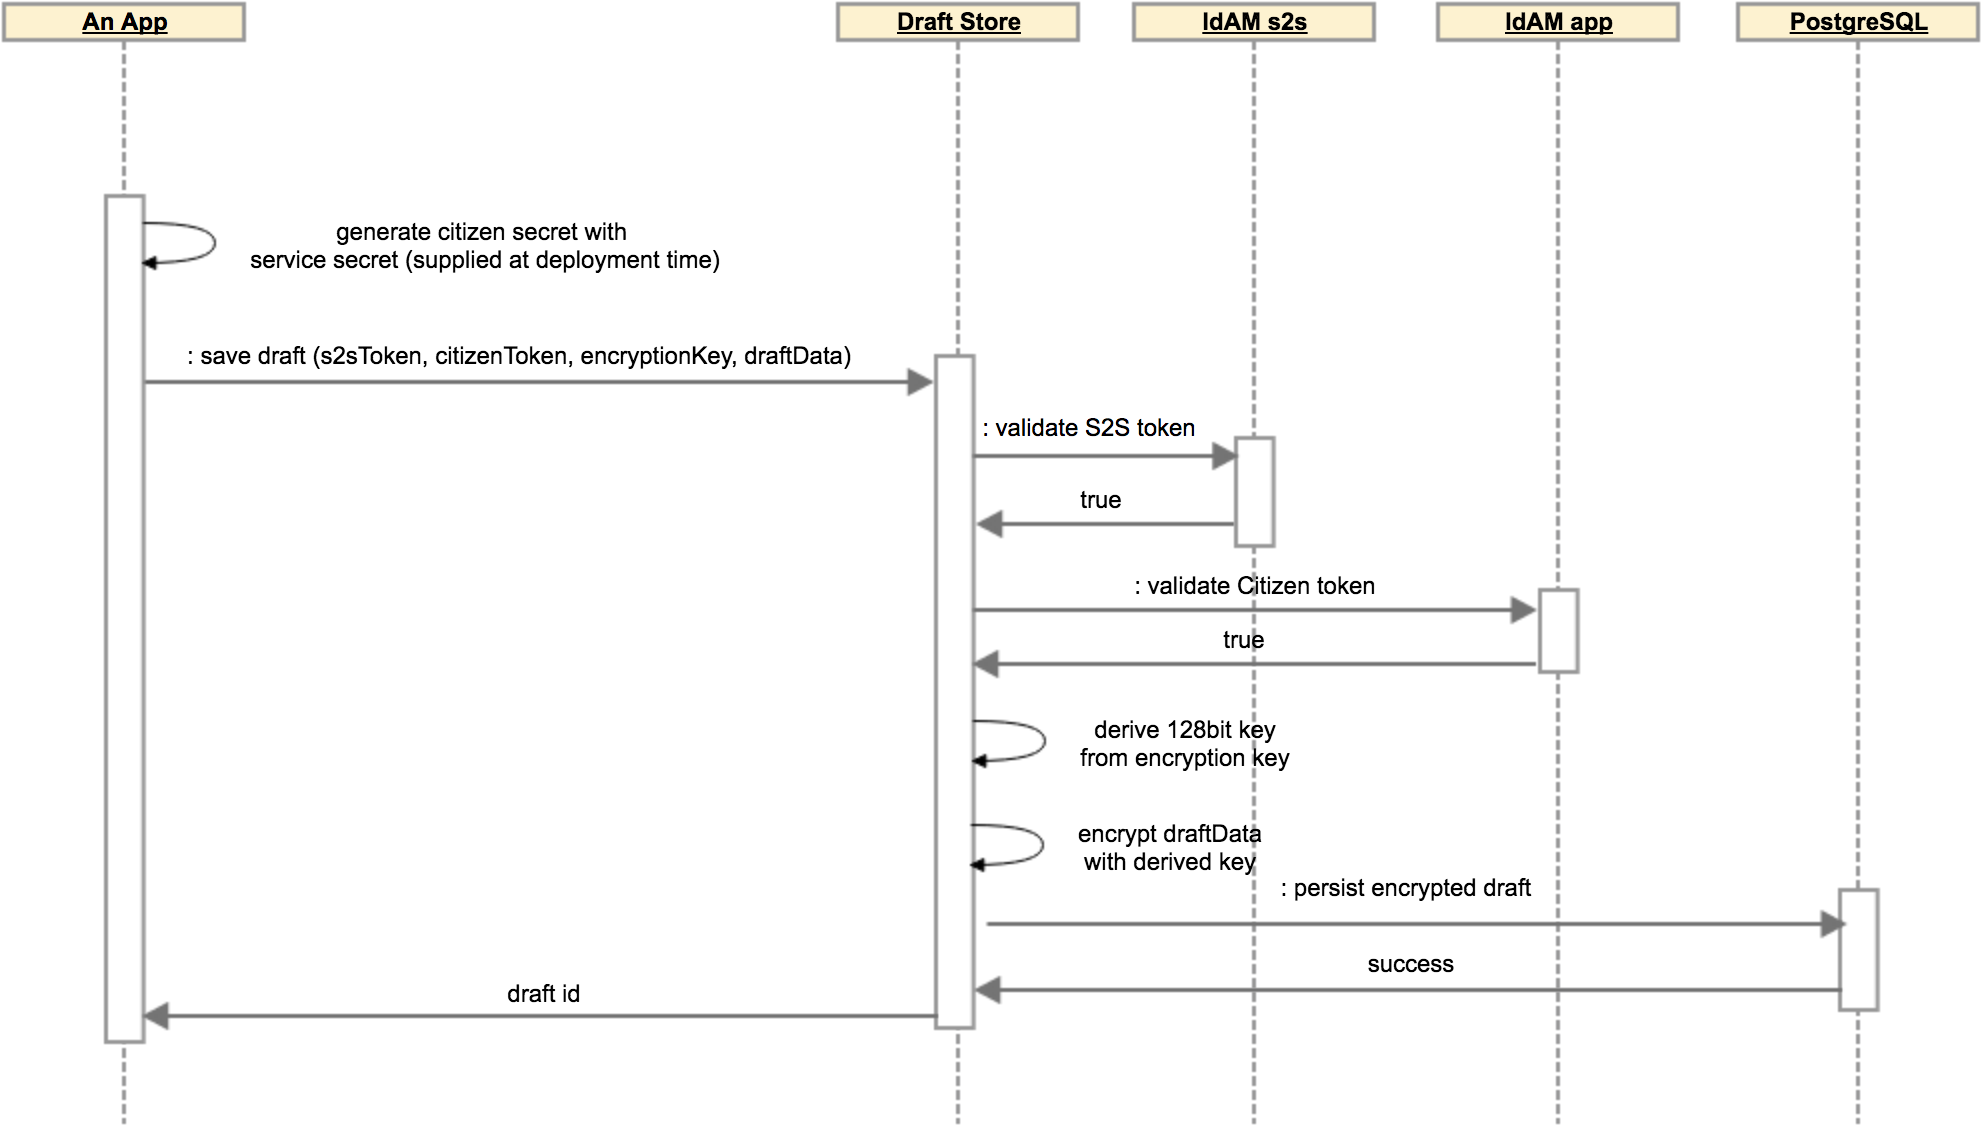 An App
Draft Store
IdAM s2s
IdAM app
PostgreSQL
generate citizen secret with
service secret (supplied at deployment time)
: save draft (s2sToken, citizenToken, encryptionKey, draftData)
: validate S2S token
true
: validate Citizen token
true
derive 128bit key
from encryption key
encrypt draftData
with derived key
: persist encrypted draft
success
draft id